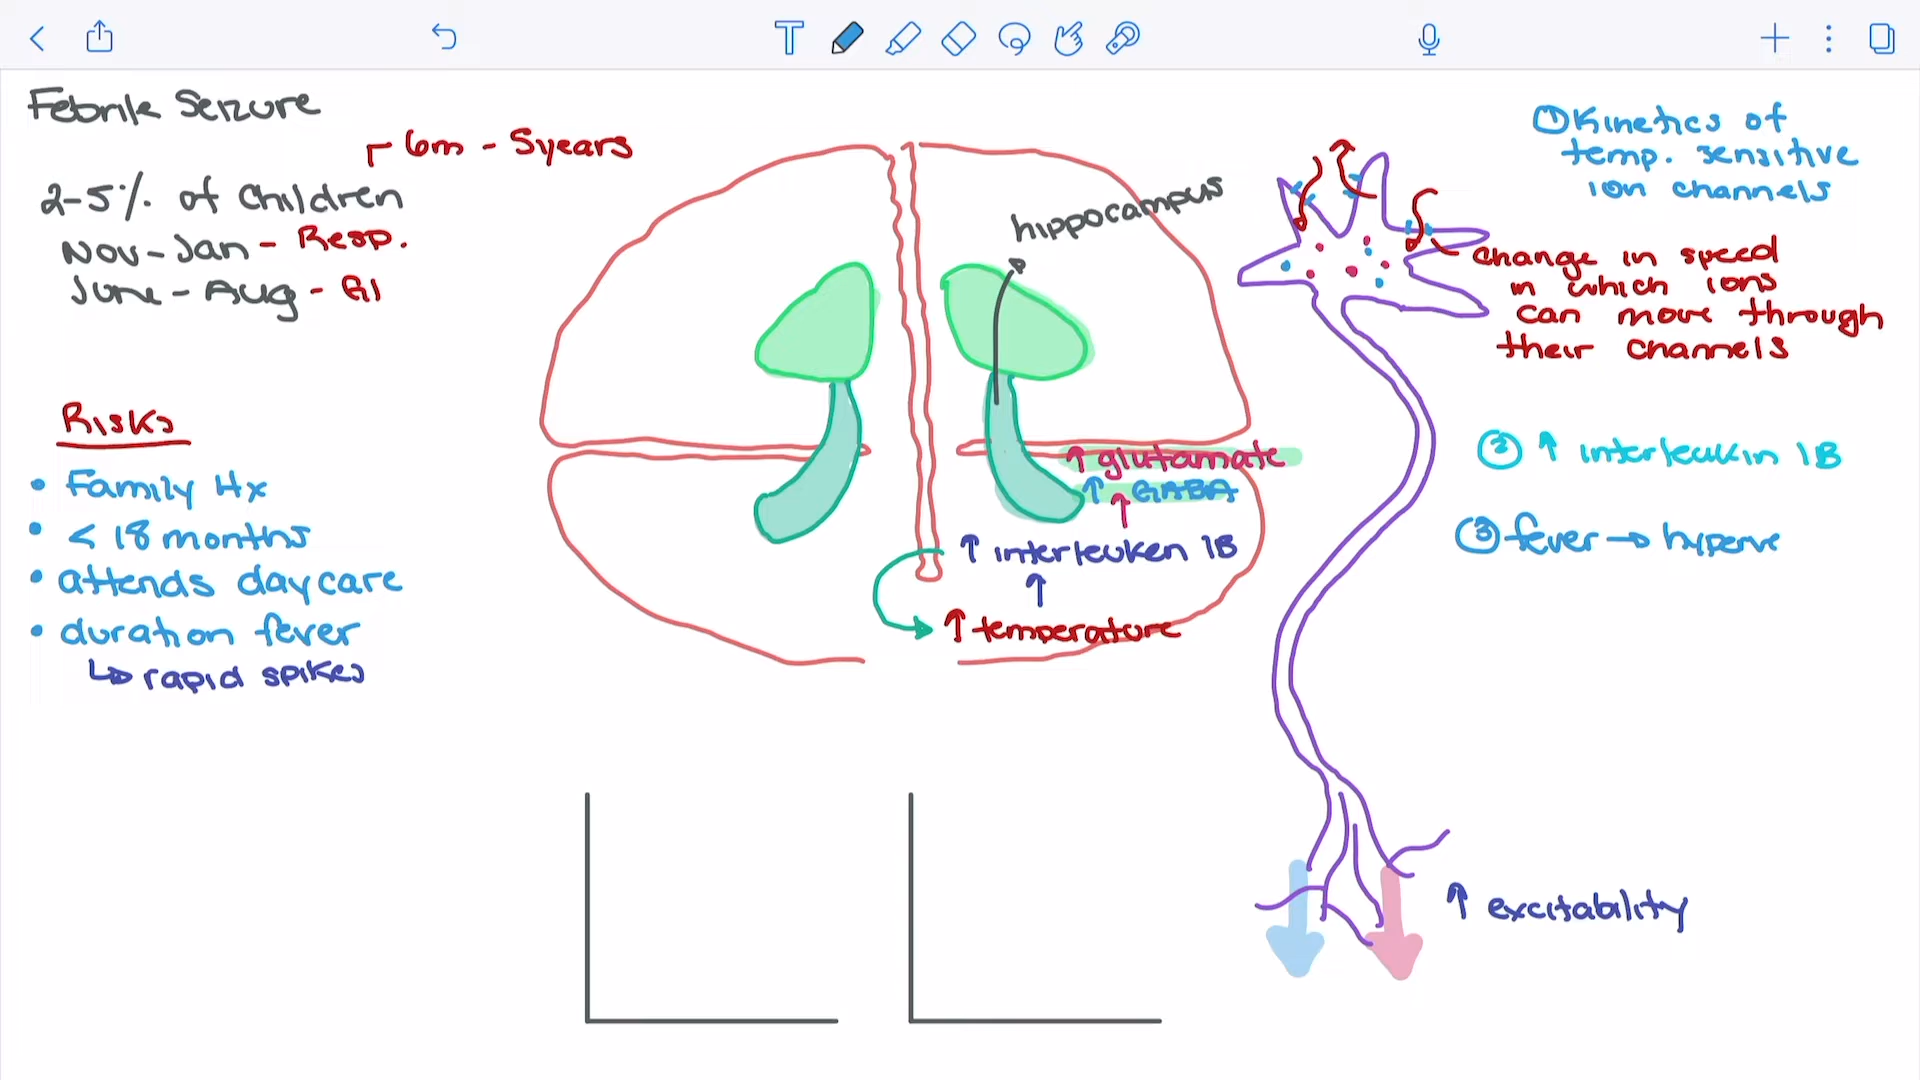 Febrile Seizure
6m - 5years
2-5% of children
Nov-Jan - Resp.
June-Aug - GI
Risks
• Family Hx
• < 18 months
• attends daycare
• duration fever
↳ rapid spikes
hippocampus
↑ glutamate
↑ GABA
↑
↑ interleuken 1B
↑
↑ temperature
① Kinetics of
temp. sensitive
ion channels
change in speed
in which ions
can move through
their channels
② ↑ interleukin 1B
③ fever → hyperve
↑ excitability
T